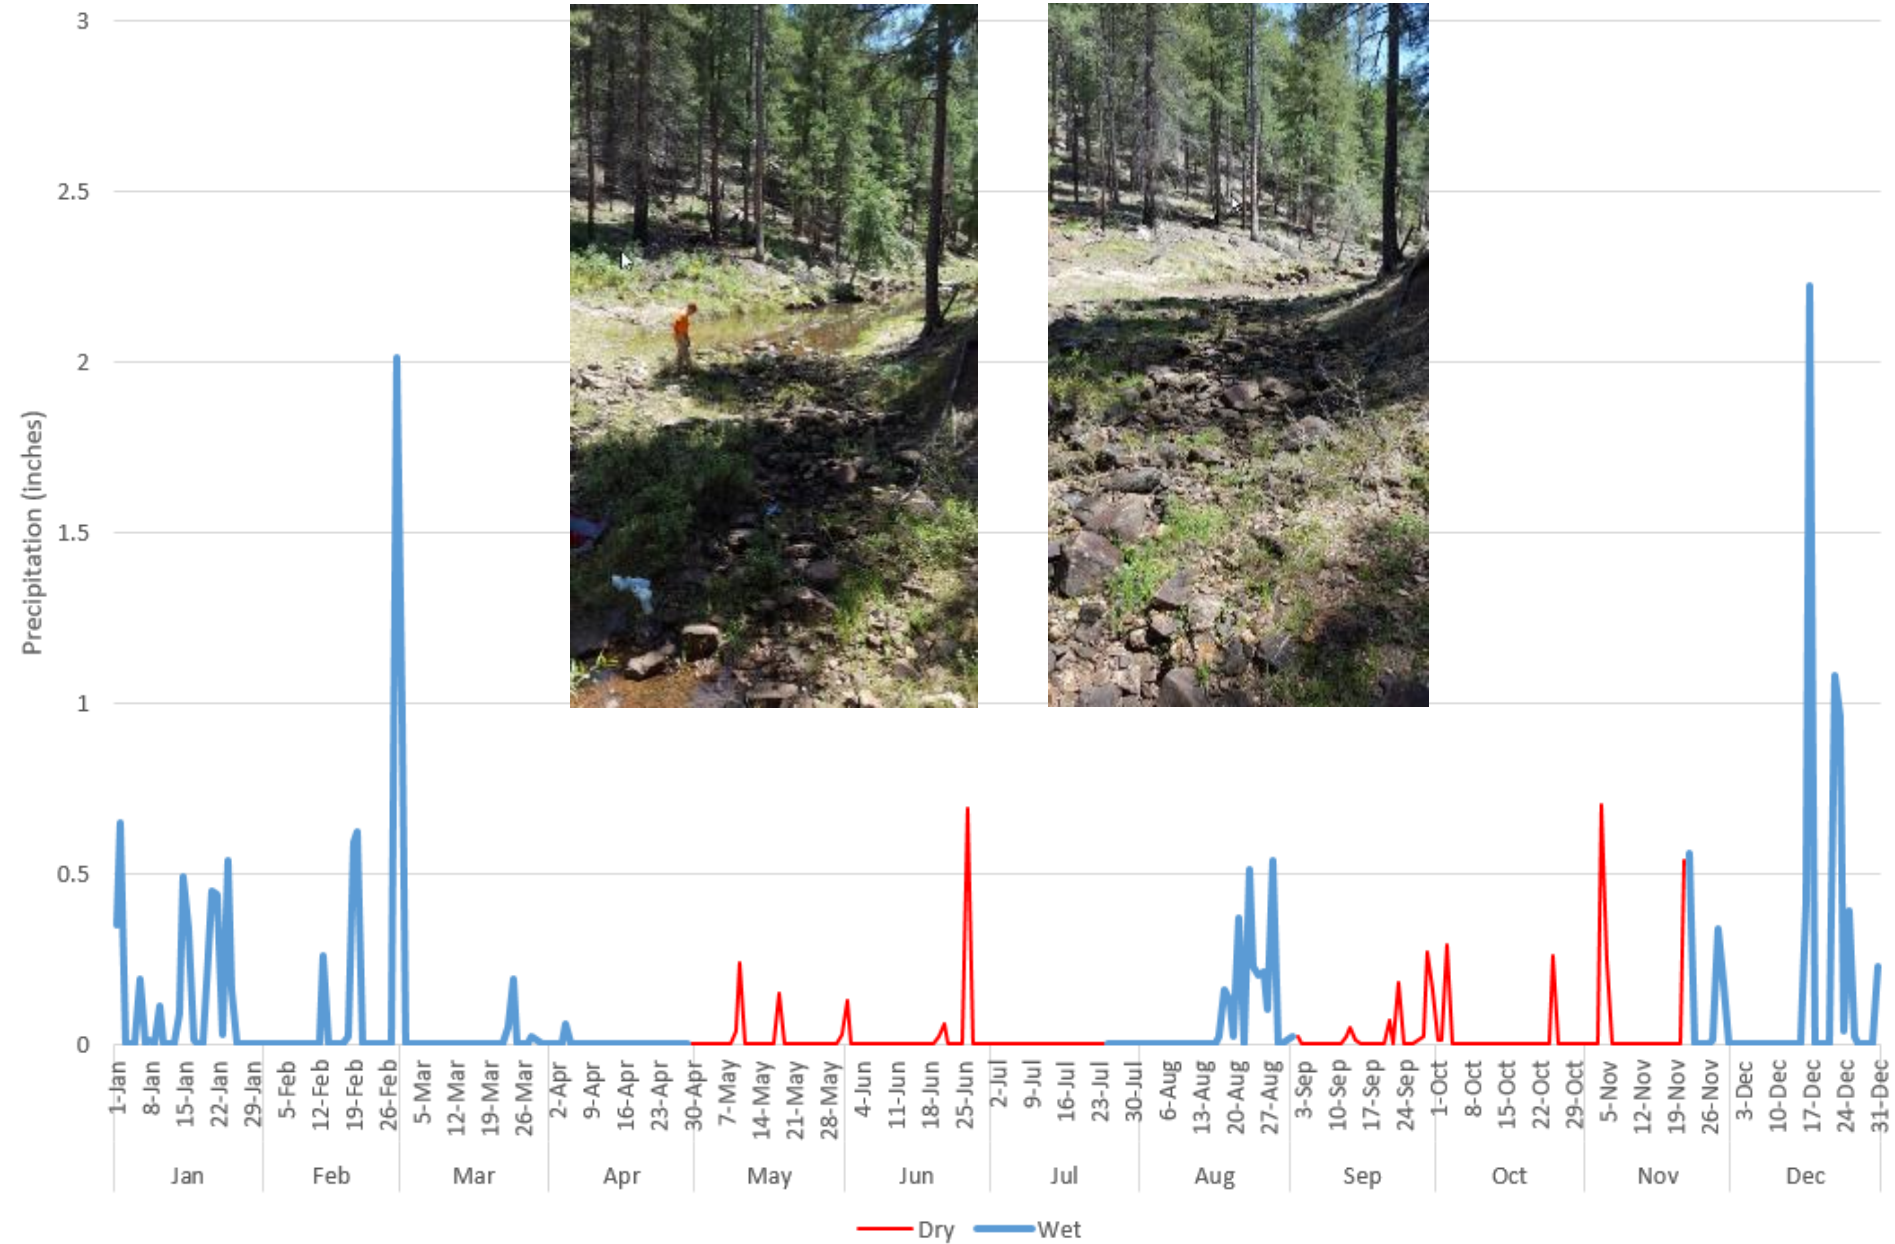 3
2.5
2
1.5
1
0.5
0
Precipitation (inches)
1-Jan
8-Jan
15-Jan
22-Jan
29-Jan
5-Feb
12-Feb
19-Feb
26-Feb
5-Mar
12-Mar
19-Mar
26-Mar
2-Apr
9-Apr
16-Apr
23-Apr
30-Apr
7-May
14-May
21-May
28-May
4-Jun
11-Jun
18-Jun
25-Jun
2-Jul
9-Jul
16-Jul
23-Jul
30-Jul
6-Aug
13-Aug
20-Aug
27-Aug
3-Sep
10-Sep
17-Sep
24-Sep
1-Oct
8-Oct
15-Oct
22-Oct
29-Oct
5-Nov
12-Nov
19-Nov
26-Nov
3-Dec
10-Dec
17-Dec
24-Dec
31-Dec
Jan Feb Mar Apr May Jun Jul Aug Sep Oct Nov Dec
Dry Wet